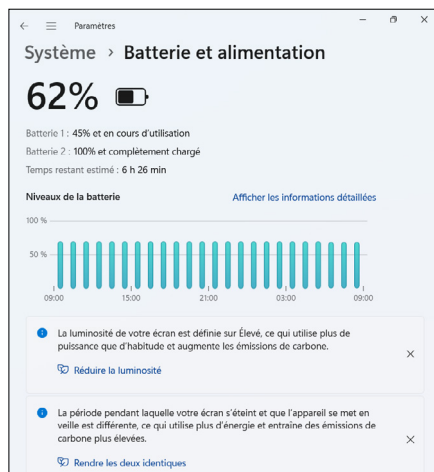 Paramètres
Système > Batterie et alimentation
62%
Batterie 1 : 45% et en cours d'utilisation
Batterie 2 : 100% et complètement chargé
Temps restant estimé : 6 h 26 min
Niveaux de la batterie
Afficher les informations détaillées
100 %
50 %
09:00 15:00 21:00 03:00 09:00
La luminosité de votre écran est définie sur Élevé, ce qui utilise plus de
puissance que d'habitude et augmente les émissions de carbone.
Réduire la luminosité
La période pendant laquelle votre écran s'éteint et que l'appareil se met en
veille est différente, ce qui utilise plus d'énergie et entraîne des émissions de
carbone plus élevées.
Rendre les deux identiques